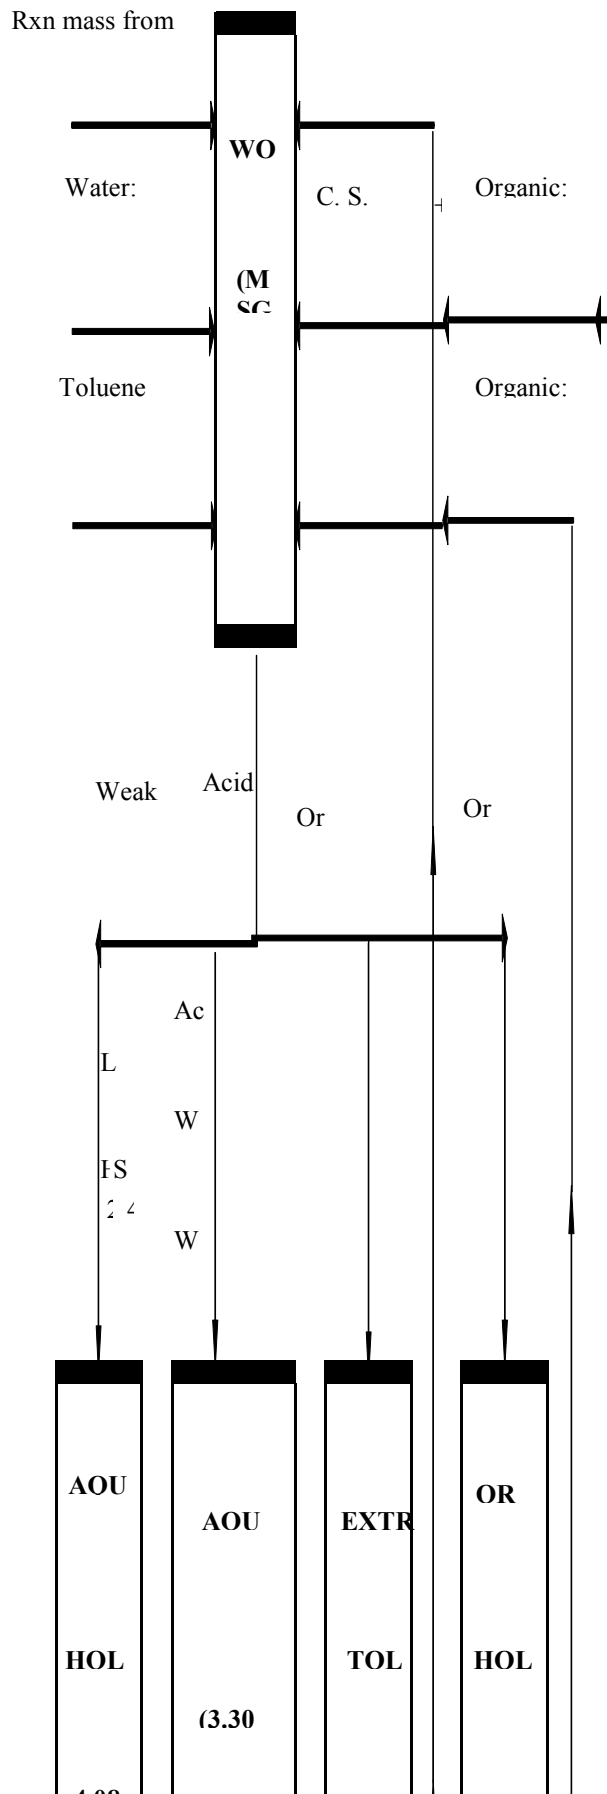 Rxn mass from
WO
Water:
C. S.
Organic:
(M
SG
Toluene
Organic:
Weak
Acid
Or
Or
Ac
L
W
S
W
AOU
OR
AOU
EXTR
HOL
TOL
HOL
(3.30